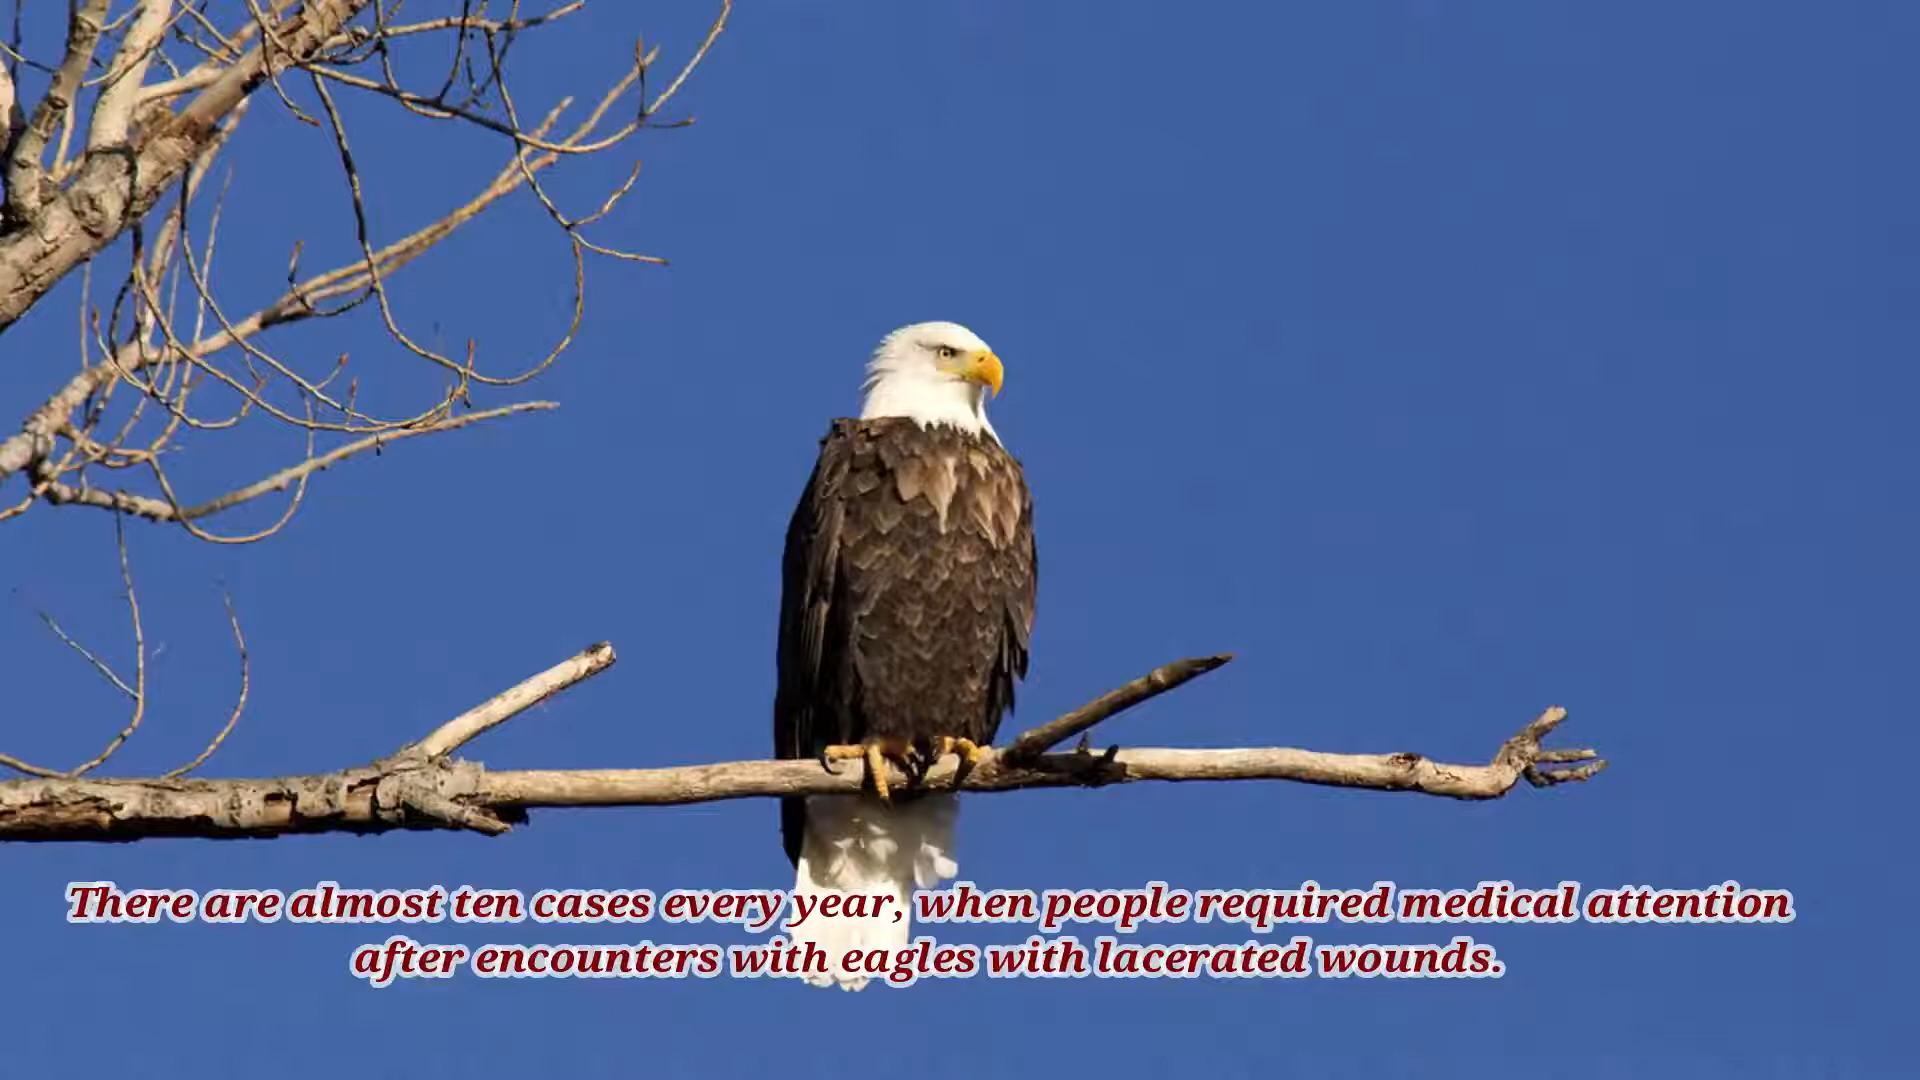 There are almost ten cases every year, when people required medical attention
after encounters with eagles with lacerated wounds.